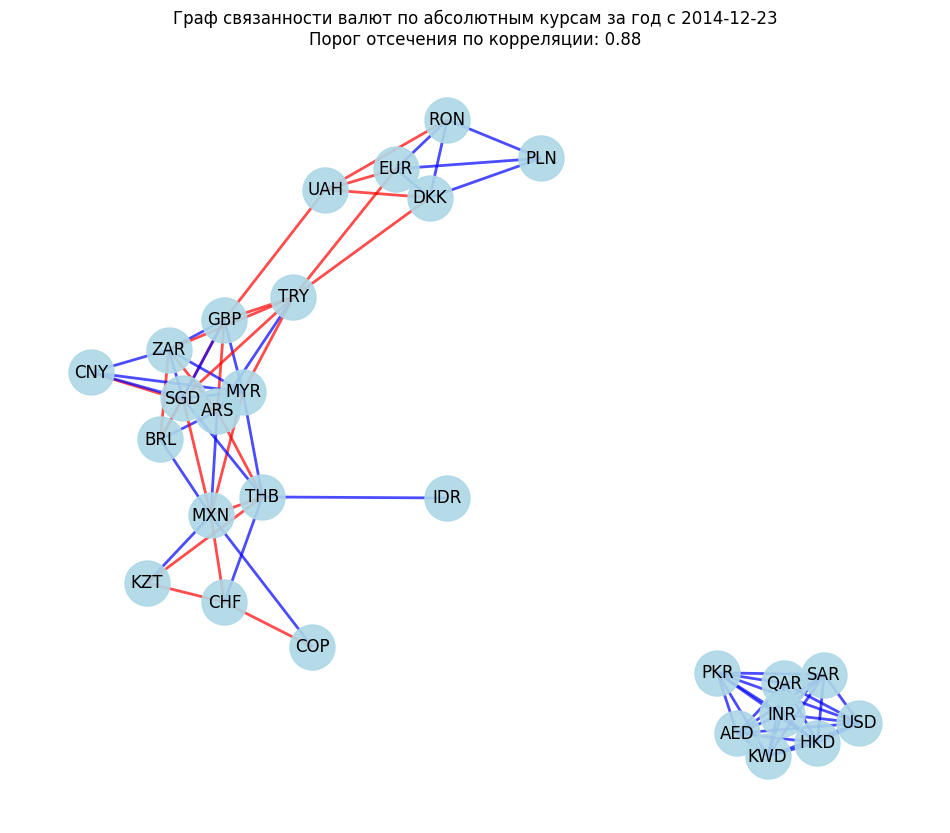 Граф связанности валют по абсолютным курсам за год с 2014-12-23
Порог отсечения по корреляции: 0.88
RON
PLN
EUR
UAH
DKK
TRY
GBP
ZAR
CNY
MYR
SGD
ARS
BRL
THB
IDR
MXN
KZT
CHF
COP
PKR
SAR
QAR
INR
USD
AED
HKD
KWD